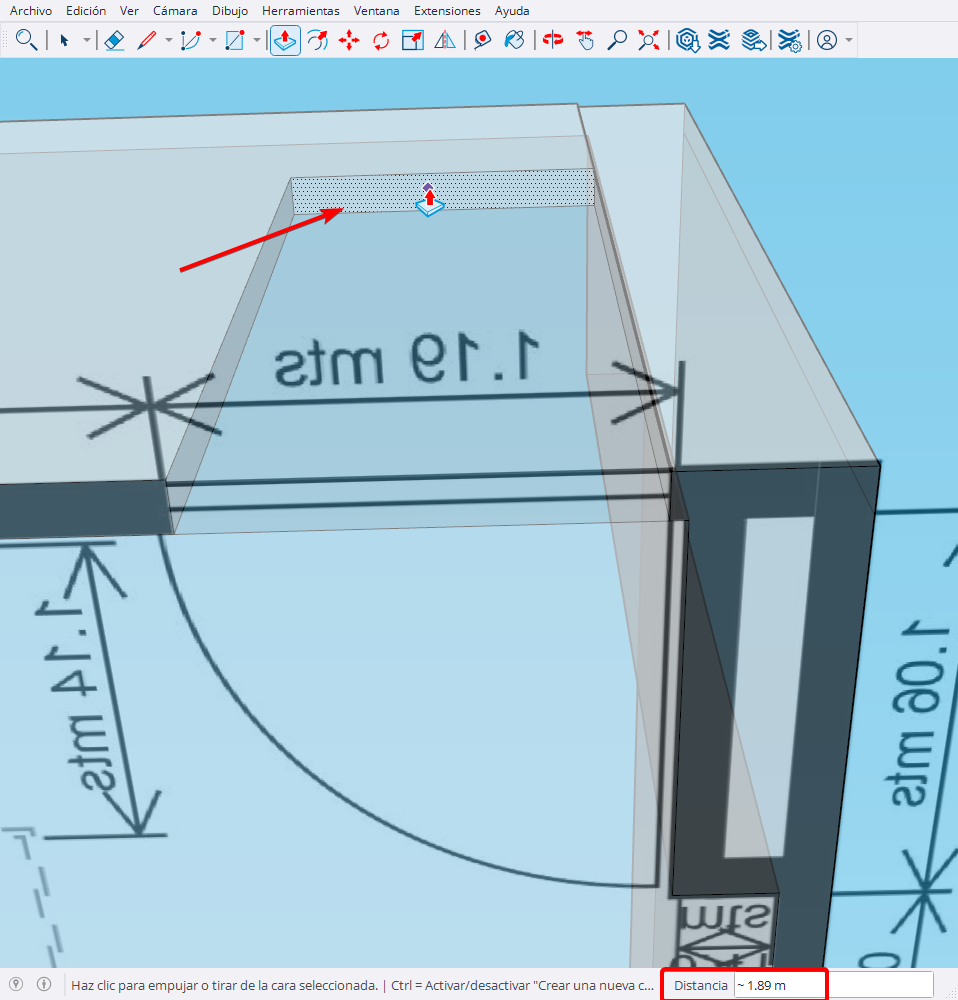 Archivo Edición Ver Cámara Dibujo Herramientas Ventana Extensiones Ayuda
1.19 mts
1.14 mts
1.06 mts
mts
Haz clic para empujar o tirar de la cara seleccionada. | Ctrl = Activar/desactivar "Crear una nueva c...
Distancia ~ 1.89 m